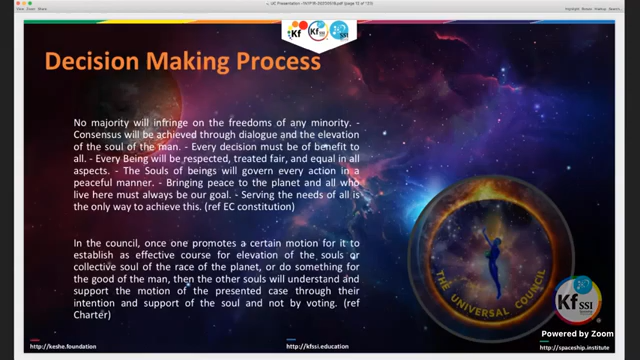 Decision Making Process
No majority will infringe on the freedoms of any minority. -
Consensus will be achieved through dialogue and the elevation
of the soul of the man. - Every decision must be of benefit to
all. - Every Being will be respected, treated fair, and equal in all
aspects. - The Souls of beings will govern every action in a
peaceful manner. - Bringing peace to the planet and all who
live here must always be our goal. - Serving the needs of all is
the only way to achieve this. (ref EC constitution)
In the council, once one promotes a certain motion for it to
establish as effective course for elevation of the souls or
collective soul of the race of the planet, or do something for
the good of the man, then the other souls will understand and
support the motion of the presented case through their
intention and support of the soul and not by voting. (ref
Charter)
THE UNIVERSAL COUNCIL
Kf SSI
Powered by Zoom
http://keshe.foundation
http://kfssi.education
http://spaceship.institute